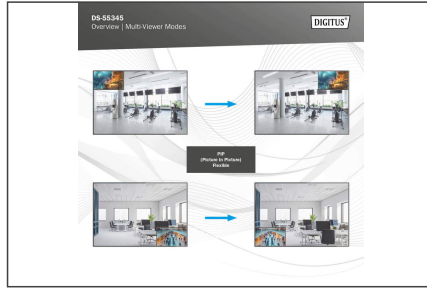 DS-55345
Overview | Multi-Viewer Modes
DIGITUS®
PIP
(Picture In Picture)
Flexible